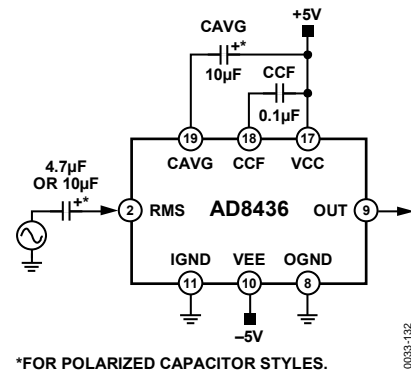 CAVG
+5V
+*
10µF
CCF
0.1µF
19
18
17
CAVG
CCF
VCC
4.7µF
OR 10µF
+*
2
RMS
AD8436
OUT
9
IGND
VEE
OGND
11
10
8
–5V
*FOR POLARIZED CAPACITOR STYLES.
0033-132